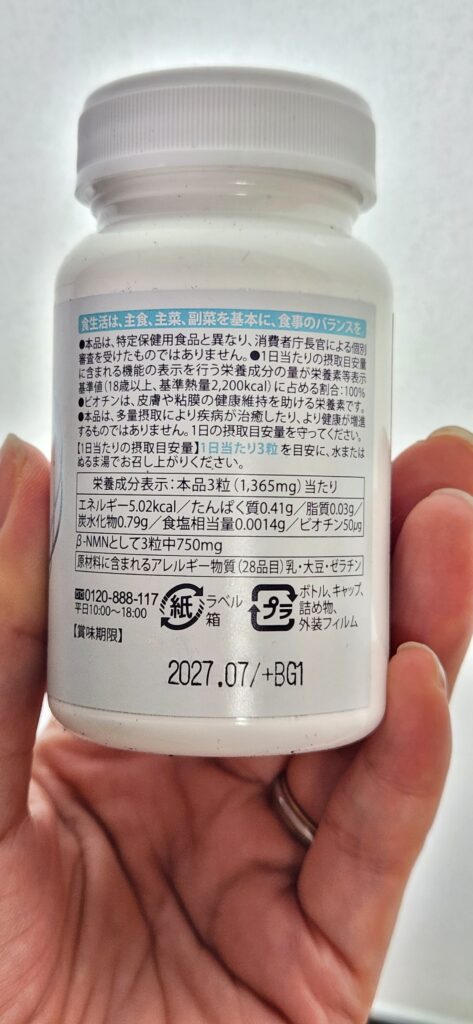 食生活は、主食、主菜、副菜を基本に、食事のバランスを。
●本品は、特定保健用食品と異なり、消費者庁長官による個別
審査を受けたものではありません。●1日当たりの摂取目安量
に含まれる機能の表示を行う栄養成分の量が栄養素等表示
基準値(18歳以上、基準熱量2,200kcal)に占める割合:100%
●ビオチンは、皮膚や粘膜の健康維持を助ける栄養素です。
●本品は、多量摂取により疾病が治癒したり、より健康が増進
するものではありません。1日の摂取目安量を守ってください。
【1日当たりの摂取目安量】1日当たり3粒を目安に、水または
ぬるま湯でお召し上がりください。
栄養成分表示:本品3粒(1,365mg)当たり
エネルギー5.02kcal/たんぱく質0.41g/脂質0.03g/
炭水化物0.79g/食塩相当量0.0014g/ビオチン50μg
β-NMNとして3粒中750mg
原材料に含まれるアレルギー物質(28品目)乳・大豆・ゼラチン
0120-888-117
平日10:00〜18:00
紙
ラベル
箱
プラ
ボトル、キャップ、
詰め物、
外装フィルム
【賞味期限】
2027.07/+BG1